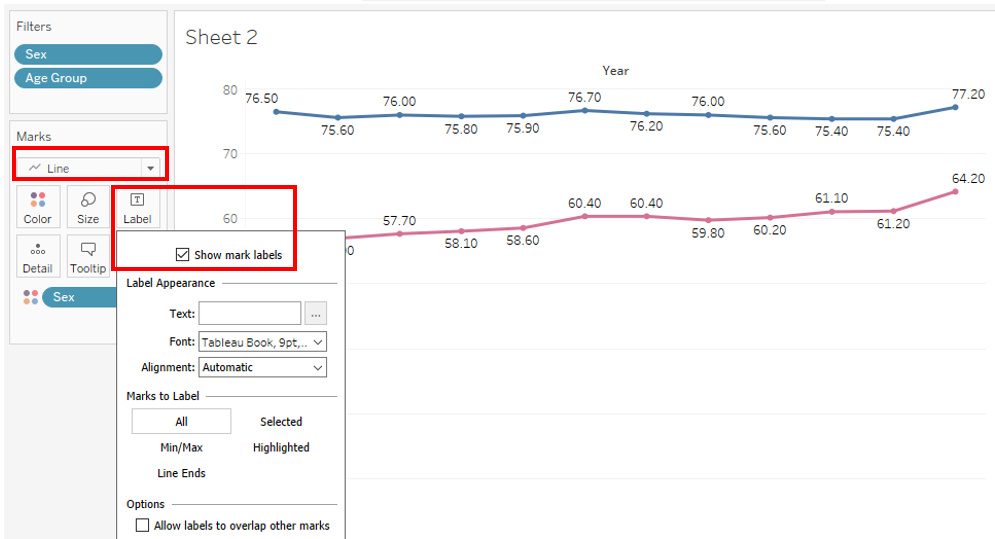 Filters
Sex
Age Group
Marks
Line
Color Size Label
Detail Tooltip
Sex
Show mark labels
Label Appearance
Text: ...
Font: Tableau Book, 9pt,...
Alignment: Automatic
Marks to Label
All Selected
Min/Max Highlighted
Line Ends
Options
Allow labels to overlap other marks
Sheet 2
Year
80
76.50 76.00 76.70 76.00 77.20
75.60 75.80 75.90 76.20 75.60 75.40 75.40
70
64.20
60 57.70 60.40 60.40 61.10
58.10 58.60 59.80 60.20 61.20